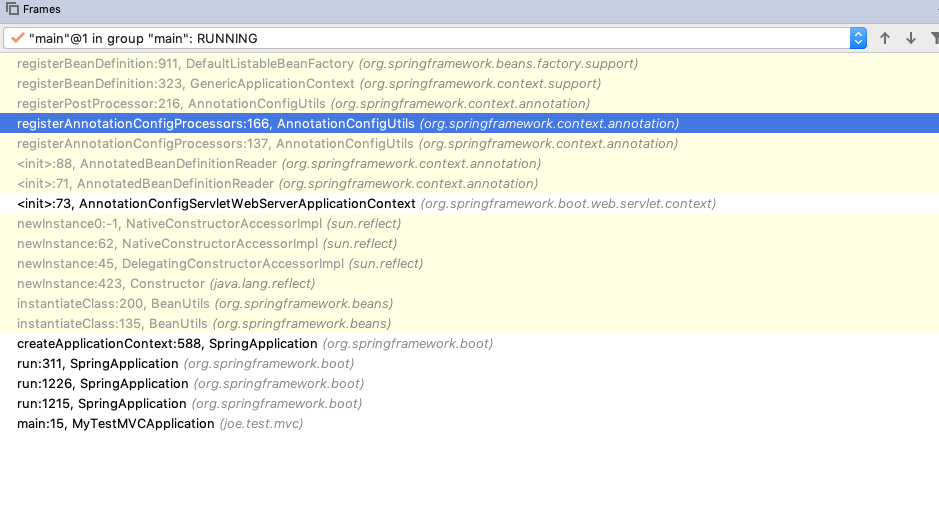 Frames
"main"@1 in group "main": RUNNING
registerBeanDefinition:911, DefaultListableBeanFactory (org.springframework.beans.factory.support)
registerBeanDefinition:323, GenericApplicationContext (org.springframework.context.support)
registerPostProcessor:216, AnnotationConfigUtils (org.springframework.context.annotation)
registerAnnotationConfigProcessors:166, AnnotationConfigUtils (org.springframework.context.annotation)
registerAnnotationConfigProcessors:137, AnnotationConfigUtils (org.springframework.context.annotation)
<init>:88, AnnotatedBeanDefinitionReader (org.springframework.context.annotation)
<init>:71, AnnotatedBeanDefinitionReader (org.springframework.context.annotation)
<init>:73, AnnotationConfigServletWebServerApplicationContext (org.springframework.boot.web.servlet.context)
newInstance0:-1, NativeConstructorAccessorImpl (sun.reflect)
newInstance:62, NativeConstructorAccessorImpl (sun.reflect)
newInstance:45, DelegatingConstructorAccessorImpl (sun.reflect)
newInstance:423, Constructor (java.lang.reflect)
instantiateClass:200, BeanUtils (org.springframework.beans)
instantiateClass:135, BeanUtils (org.springframework.beans)
createApplicationContext:588, SpringApplication (org.springframework.boot)
run:311, SpringApplication (org.springframework.boot)
run:1226, SpringApplication (org.springframework.boot)
run:1215, SpringApplication (org.springframework.boot)
main:15, MyTestMVCApplication (joe.test.mvc)